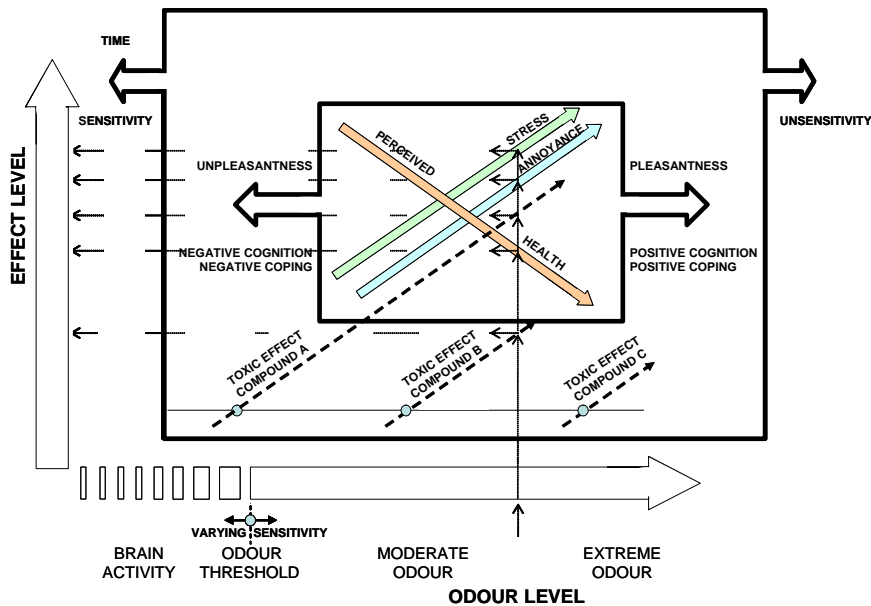 TIME
SENSITIVITY
UNSENSITIVITY
EFFECT LEVEL
PERCEIVED
HEALTH
STRESS
ANNOYANCE
UNPLEASANTNESS
PLEASANTNESS
NEGATIVE COGNITION
NEGATIVE COPING
POSITIVE COGNITION
POSITIVE COPING
TOXIC EFFECT
COMPOUND A
TOXIC EFFECT
COMPOUND B
TOXIC EFFECT
COMPOUND C
VARYING SENSITIVITY
BRAIN
ACTIVITY
ODOUR
THRESHOLD
MODERATE
ODOUR
EXTREME
ODOUR
ODOUR LEVEL